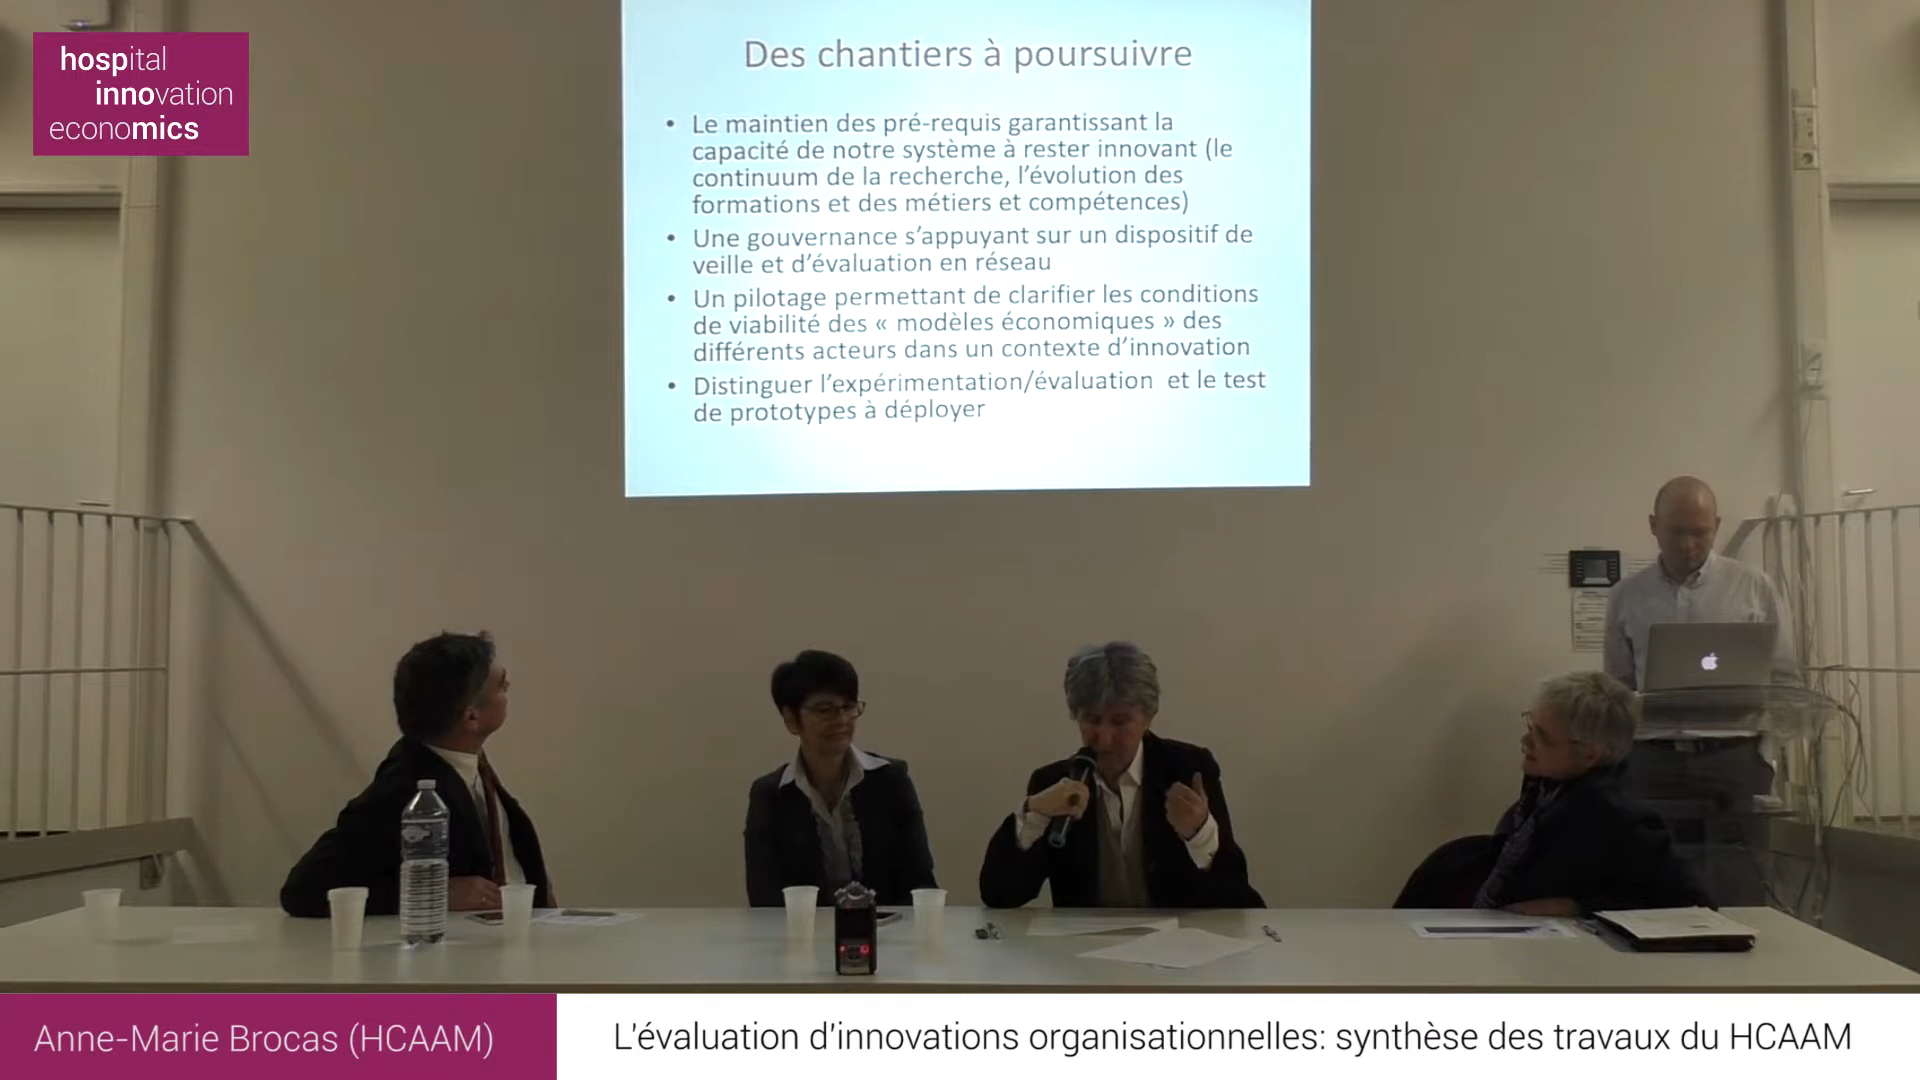 hospital
innovation
economics
Des chantiers à poursuivre
• Le maintien des pré-requis garantissant la
capacité de notre système à rester innovant (le
continuum de la recherche, l’évolution des
formations et des métiers et compétences)
• Une gouvernance s’appuyant sur un dispositif de
veille et d’évaluation en réseau
• Un pilotage permettant de clarifier les conditions
de viabilité des « modèles économiques » des
différents acteurs dans un contexte d’innovation
• Distinguer l’expérimentation/évaluation et le test
de prototypes à déployer
Anne-Marie Brocas (HCAAM)
L'évaluation d'innovations organisationnelles: synthèse des travaux du HCAAM